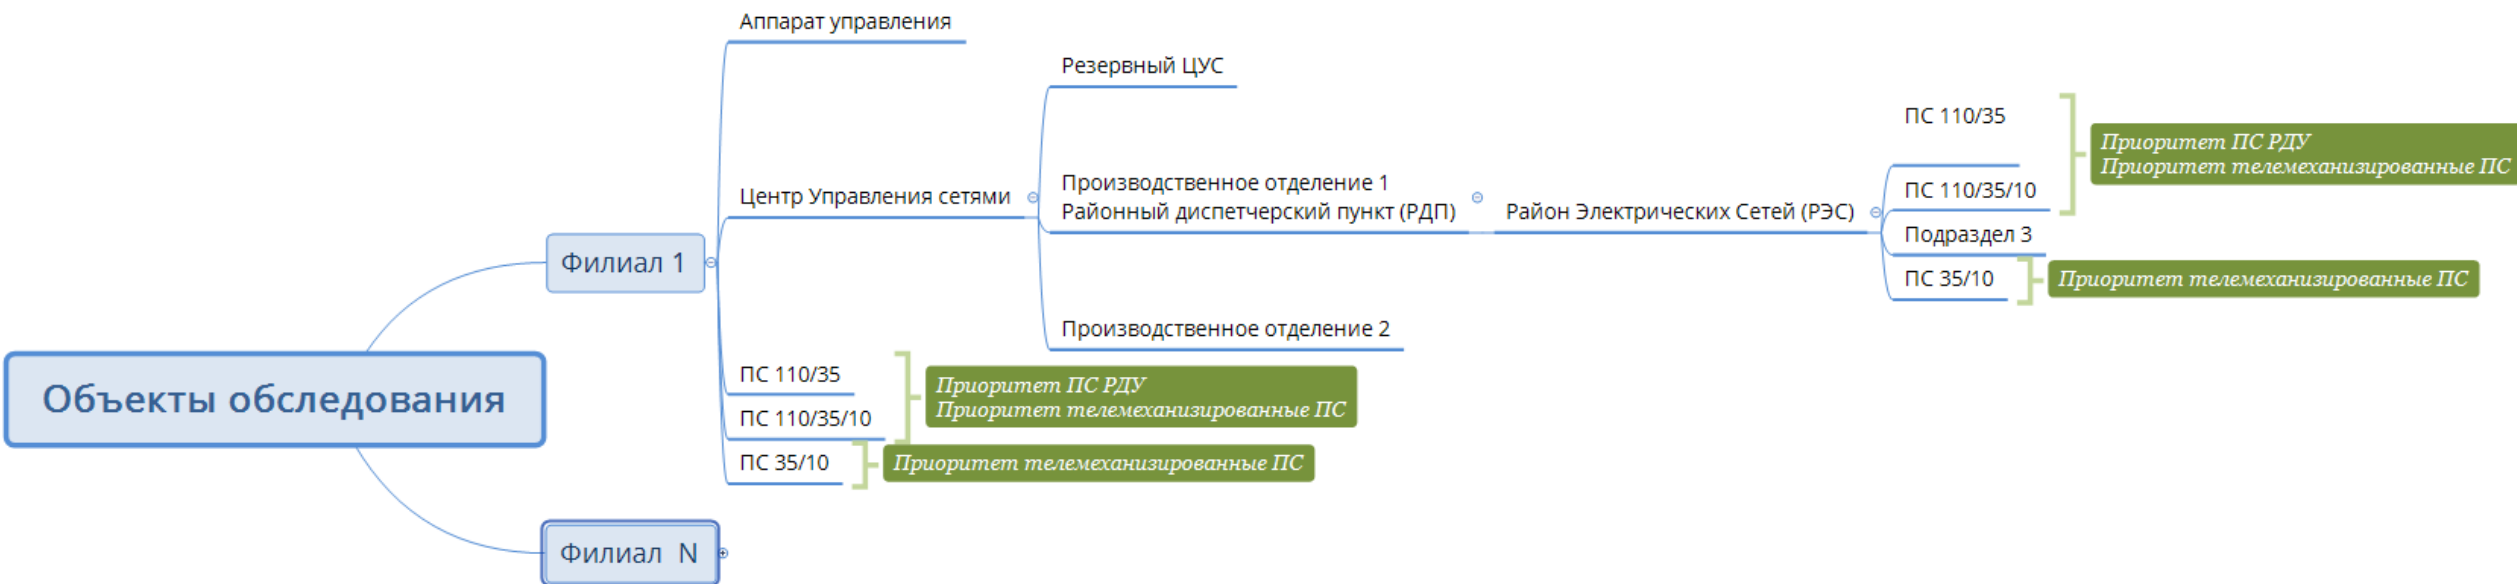 Аппарат управления
Резервный ЦУС
ПС 110/35
Приоритет ПС РДУ
Приоритет телемеханизированные ПС
Производственное отделение 1
Районный диспетчерский пункт (РДП)
Центр Управления сетями
Район Электрических Сетей (РЭС)
ПС 110/35/10
Подраздел 3
ПС 35/10
Приоритет телемеханизированные ПС
Филиал 1
Производственное отделение 2
ПС 110/35
Приоритет ПС РДУ
Приоритет телемеханизированные ПС
ПС 110/35/10
ПС 35/10
Приоритет телемеханизированные ПС
Объекты обследования
Филиал N